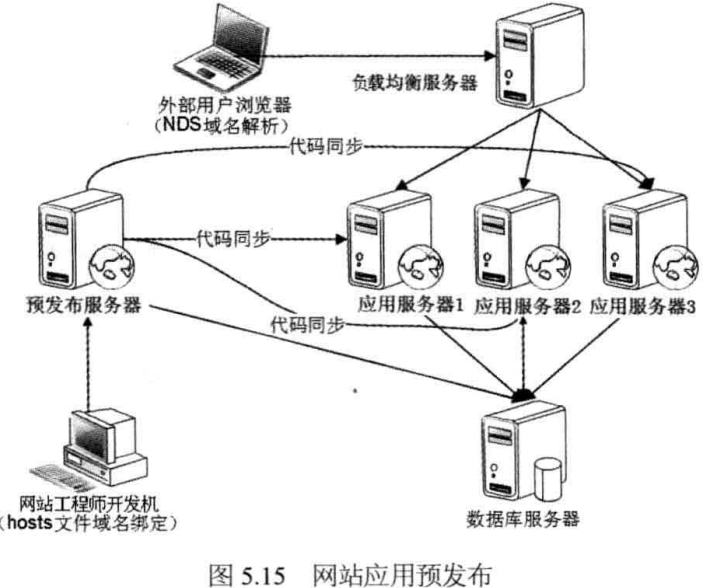 外部用户浏览器
（NDS域名解析）
负载均衡服务器
代码同步
代码同步
预发布服务器
应用服务器1
应用服务器2
应用服务器3
代码同步
网站工程师开发机
（hosts文件域名绑定）
数据库服务器
图 5.15 网站应用预发布